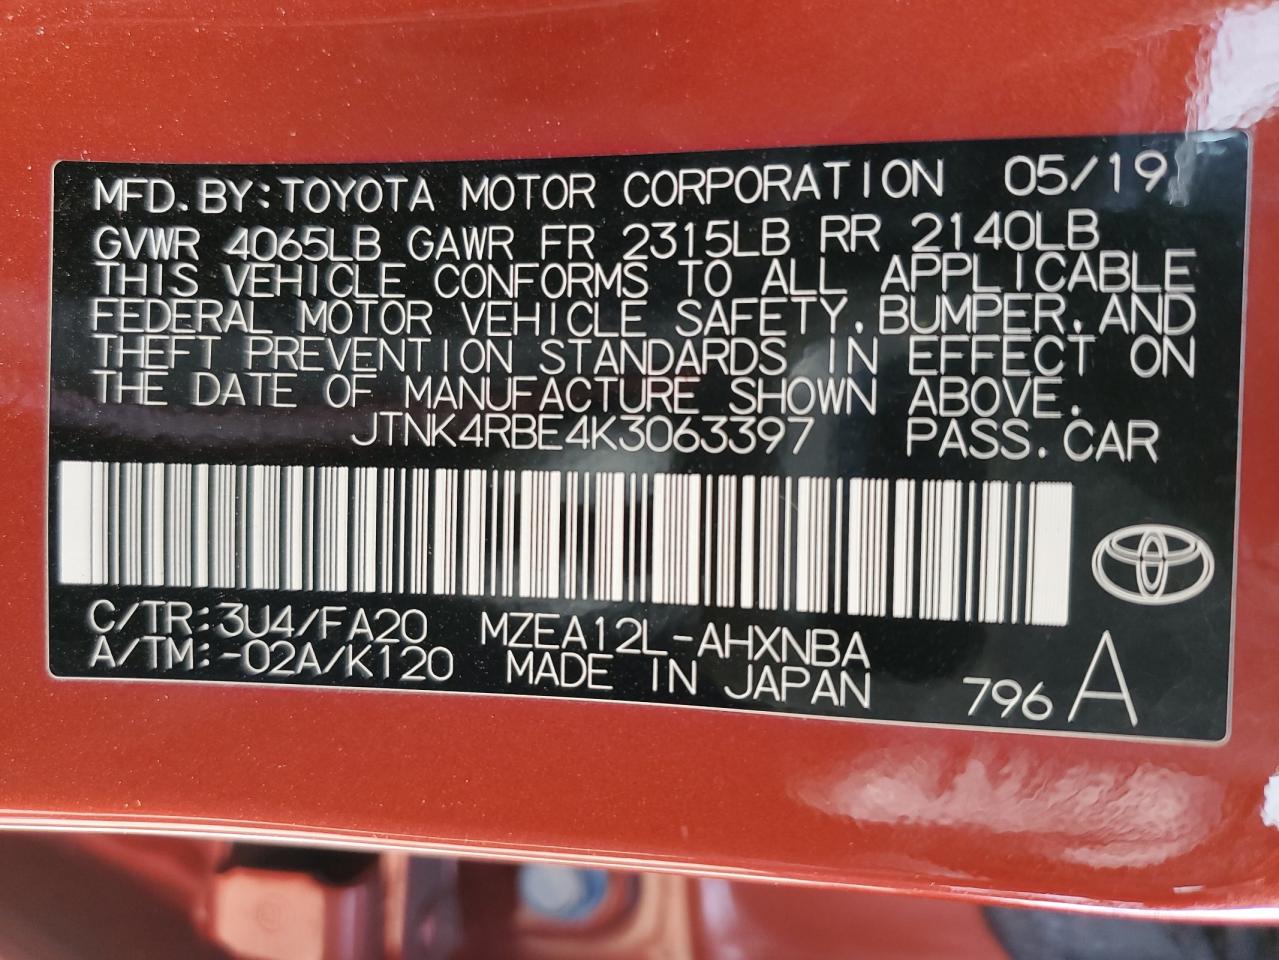 MFD. BY: TOYOTA MOTOR CORPORATION 05/19
GVWR 4065LB GAWR FR 2315LB RR 2140LB
THIS VEHICLE CONFORMS TO ALL APPLICABLE
FEDERAL MOTOR VEHICLE SAFETY, BUMPER, AND
THEFT PREVENTION STANDARDS IN EFFECT ON
THE DATE OF MANUFACTURE SHOWN ABOVE.
JTNK4RBE4K3063397 PASS. CAR
C/TR:3U4/FA20 MZEA12L-AHXNBA
A/TM:-02A/K120 MADE IN JAPAN 796 A